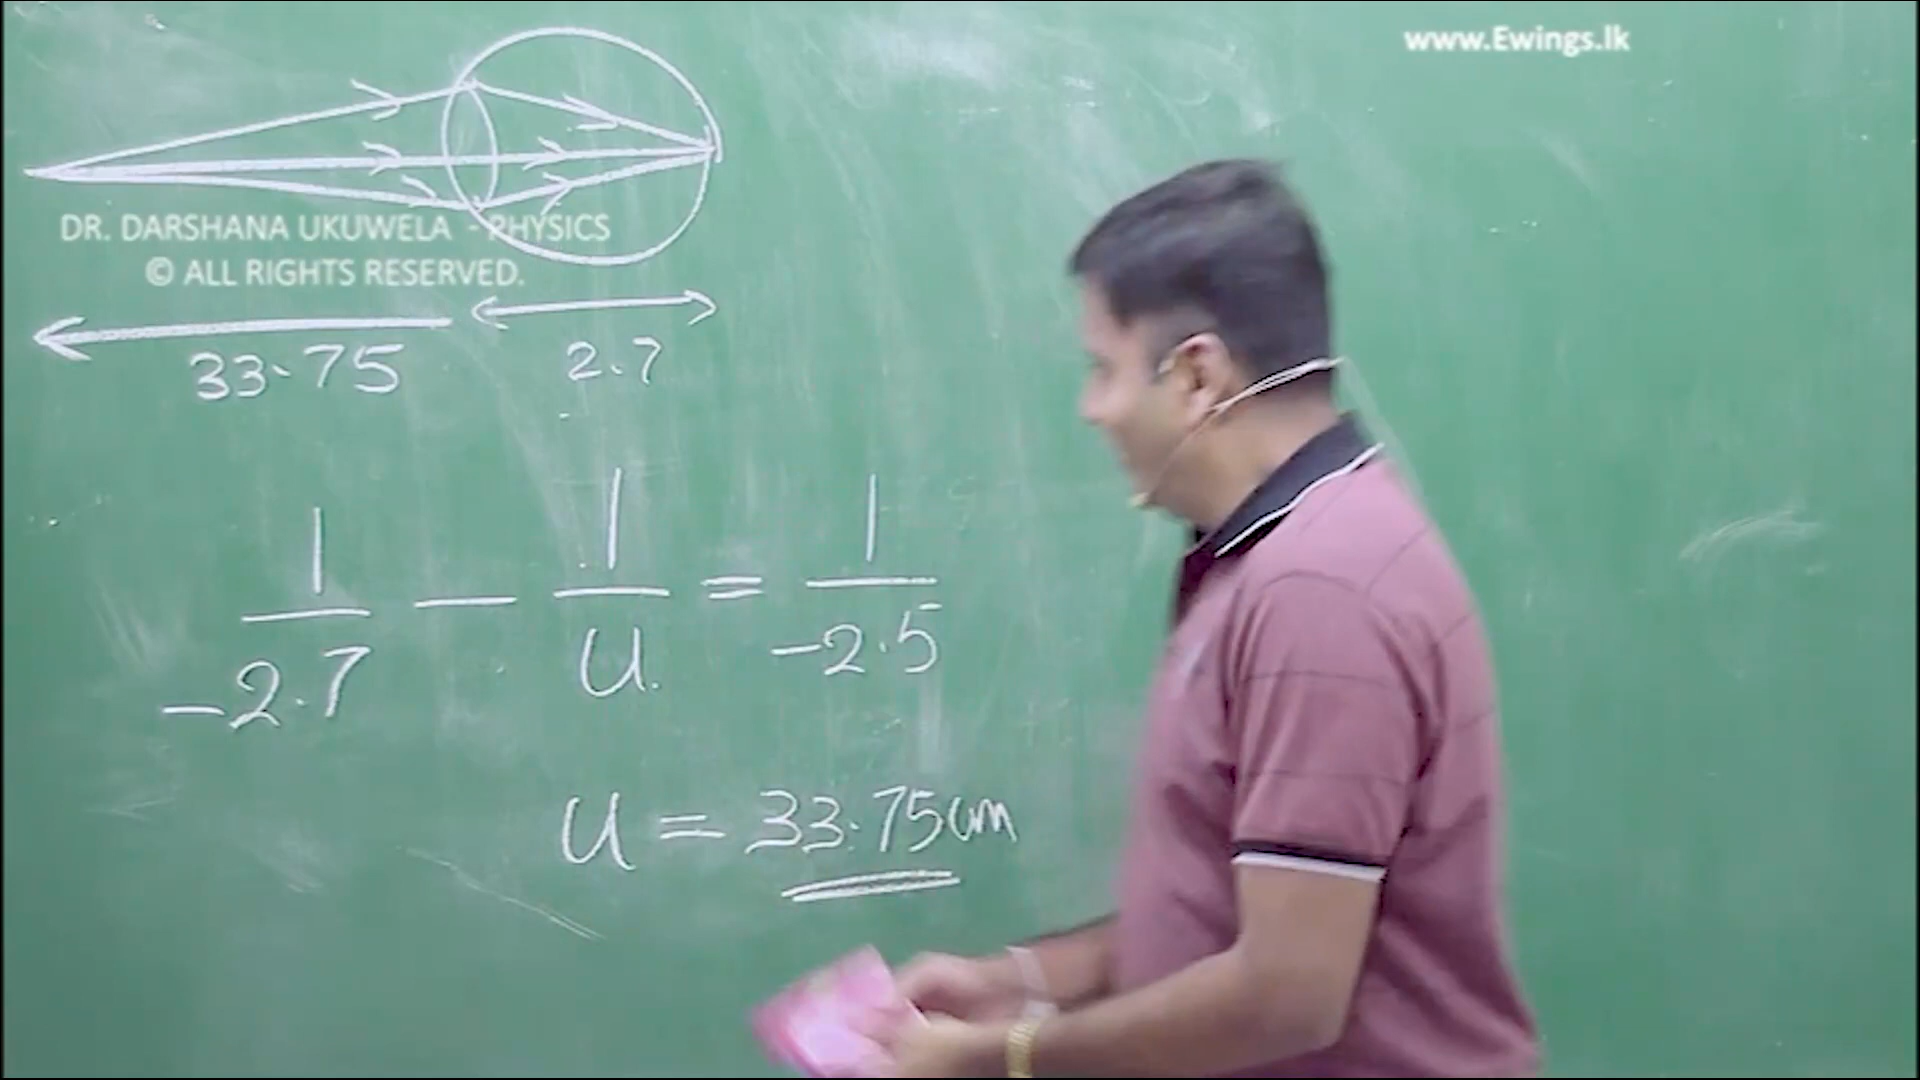 www.Ewings.lk
DR. DARSHANA UKUWELA - PHYSICS
© ALL RIGHTS RESERVED.
33.75 2.7
1/-2.7 — 1/u = 1/-2.5
u = 33.75cm